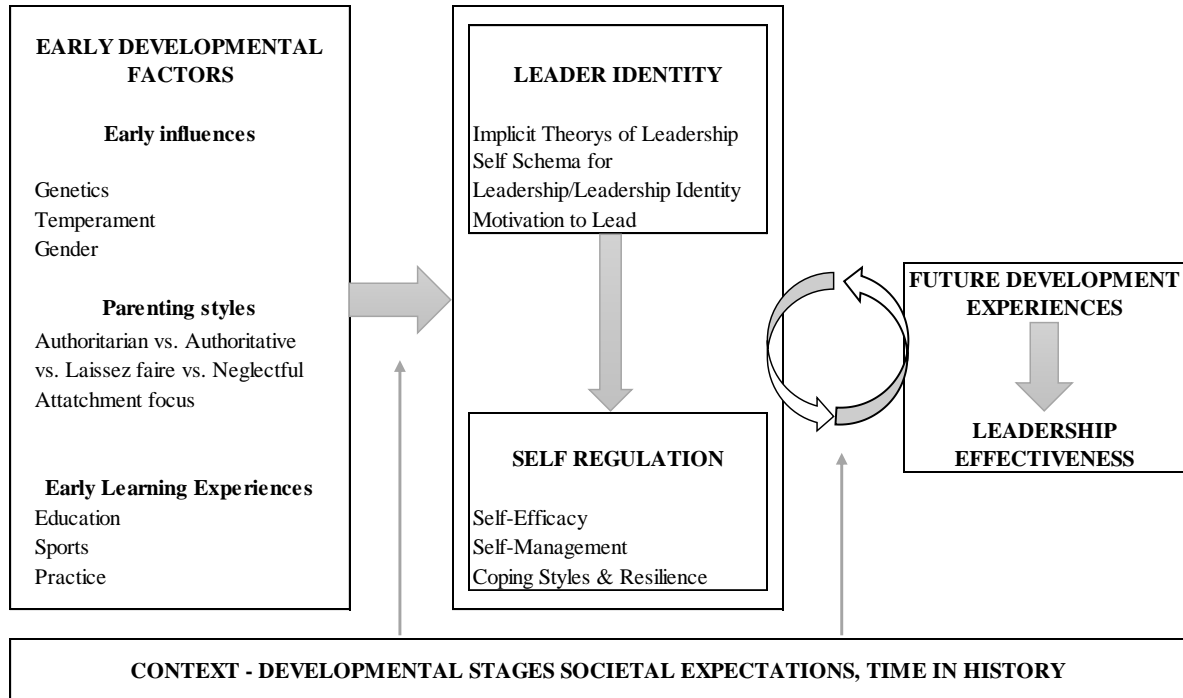 EARLY DEVELOPMENTAL
FACTORS
Early influences
Genetics
Temperament
Gender
Parenting styles
Authoritarian vs. Authoritative
vs. Laissez faire vs. Neglectful
Attatchment focus
Early Learning Experiences
Education
Sports
Practice
LEADER IDENTITY
Implicit Theorys of Leadership
Self Schema for
Leadership/Leadership Identity
Motivation to Lead
SELF REGULATION
Self-Efficacy
Self-Management
Coping Styles & Resilience
FUTURE DEVELOPMENT
EXPERIENCES
LEADERSHIP
EFFECTIVENESS
CONTEXT - DEVELOPMENTAL STAGES SOCIETAL EXPECTATIONS, TIME IN HISTORY